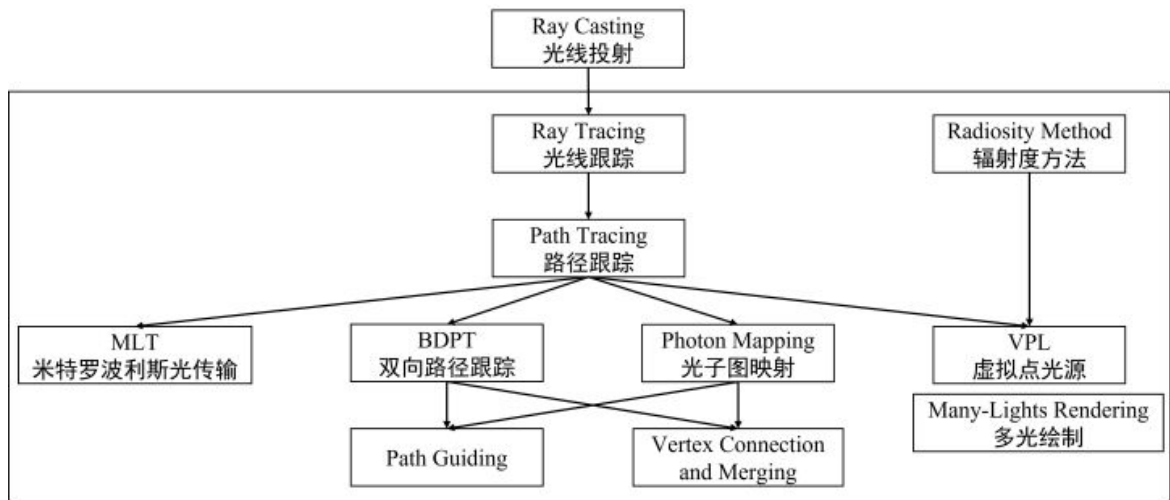 Ray Casting
光线投射
Ray Tracing
光线跟踪
Radiosity Method
辐射度方法
Path Tracing
路径跟踪
MLT
米特罗波利斯光传输
BDPT
双向路径跟踪
Photon Mapping
光子图映射
VPL
虚拟点光源
Many-Lights Rendering
多光绘制
Path Guiding
Vertex Connection
and Merging